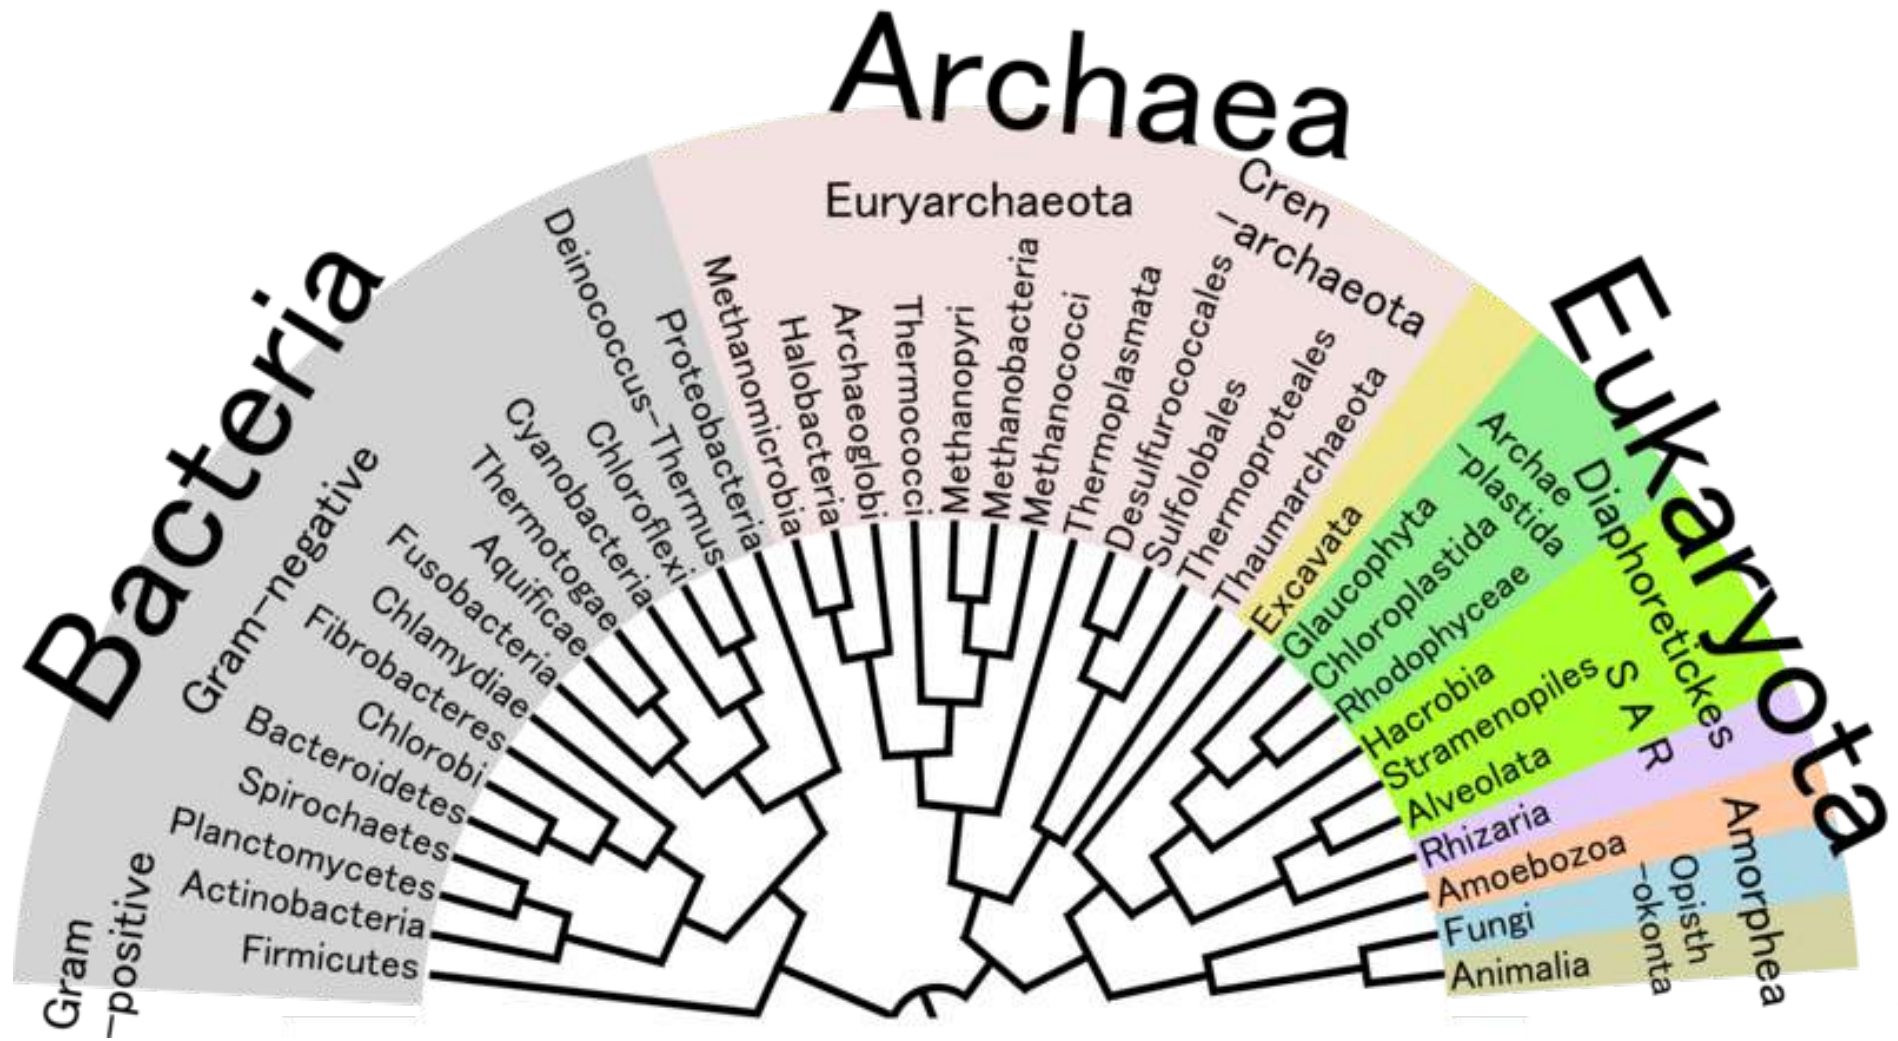 Archaea
Bacteria
Eukaryota
Gram
-positive
Gram-negative
Euryarchaeota
Cren
-archaeota
Archae
-plastida
Diaphoretickes
S A R
Amorphea
Opisth
-okonta
Firmicutes
Actinobacteria
Planctomycetes
Spirochaetes
Bacteroidetes
Chlorobi
Fibrobacteres
Chlamydiae
Fusobacteria
Aquificae
Thermotogae
Cyanobacteria
Chloroflexi
Deinococcus-Thermus
Proteobacteria
Methanomicrobia
Halobacteria
Archaeoglobi
Thermococci
Methanopyri
Methanobacteria
Methanococci
Thermoplasmata
Desulfurococcales
Sulfolobales
Thermoproteales
Thaumarchaeota
Excavata
Glaucophyta
Chloroplastida
Rhodophyceae
Hacrobia
Stramenopiles
Alveolata
Rhizaria
Amoebozoa
Fungi
Animalia